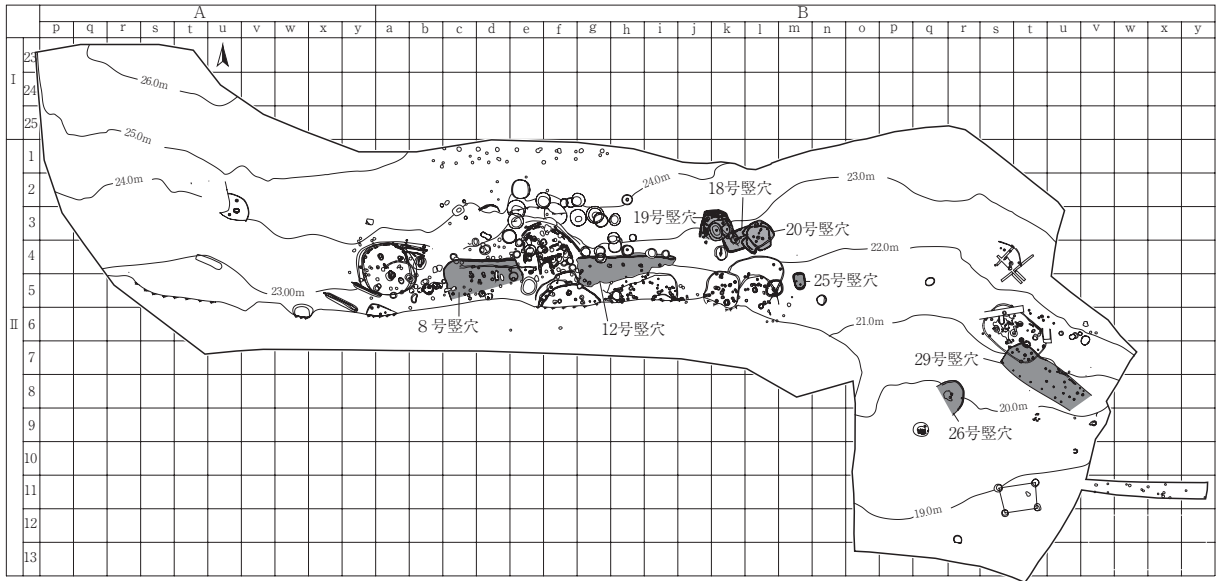 A B
p q r s t u v w x y a b c d e f g h i j k l m n o p q r s t u v w x y
I
23
24
25
II
1
2
3
4
5
6
7
8
9
10
11
12
13
26.0m
25.0m
24.0m
23.00m
24.0m
23.0m
22.0m
21.0m
20.0m
19.0m
18号竪穴
19号竪穴
20号竪穴
25号竪穴
8号竪穴
12号竪穴
29号竪穴
26号竪穴